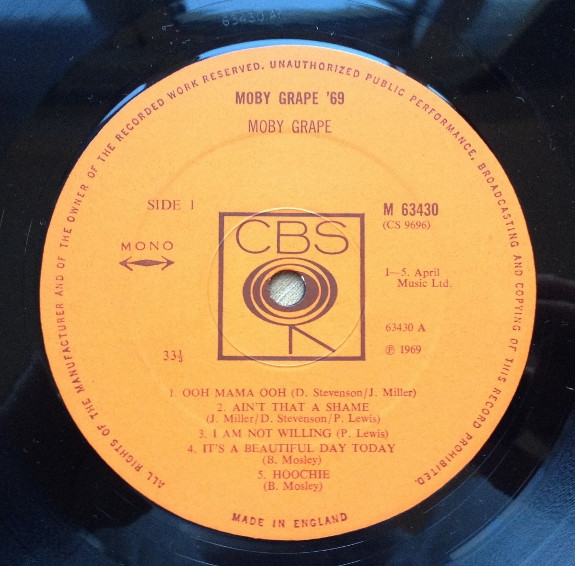 63430 A
ALL RIGHTS OF THE MANUFACTURER AND OF THE OWNER OF THE RECORDED WORK RESERVED. UNAUTHORIZED PUBLIC PERFORMANCE, BROADCASTING AND COPYING OF THIS RECORD PROHIBITED.
MOBY GRAPE '69
MOBY GRAPE
SIDE 1
M 63430
(CS 9696)
MONO
CBS
1—5. April
Music Ltd.
63430 A
33⅓
℗ 1969
1. OOH MAMA OOH (D. Stevenson/J. Miller)
2. AIN'T THAT A SHAME
(J. Miller/D. Stevenson/P. Lewis)
3. I AM NOT WILLING (P. Lewis)
4. IT'S A BEAUTIFUL DAY TODAY
(B. Mosley)
5. HOOCHIE
(B. Mosley)
MADE IN ENGLAND